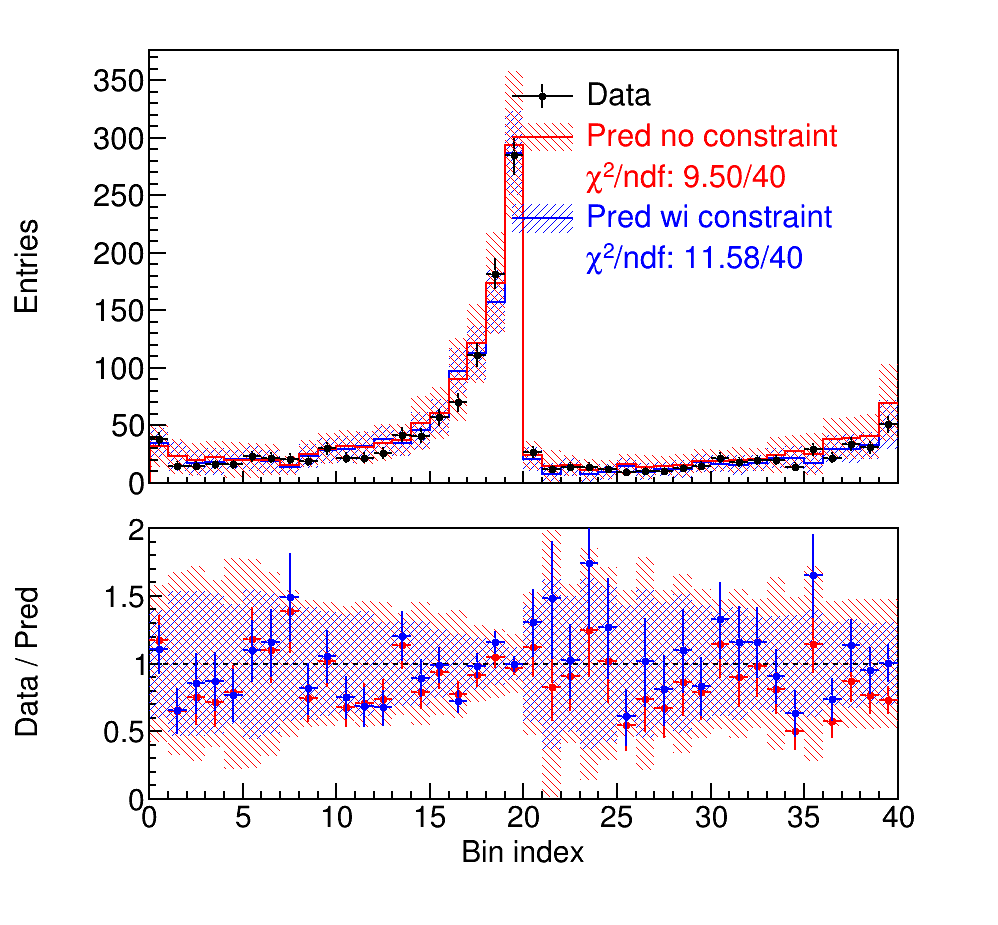 Entries
350
300
250
200
150
100
50
0
Data
Pred no constraint
χ²/ndf: 9.50/40
Pred wi constraint
χ²/ndf: 11.58/40
Data / Pred
2
1.5
1
0.5
0
0 5 10 15 20 25 30 35 40
Bin index